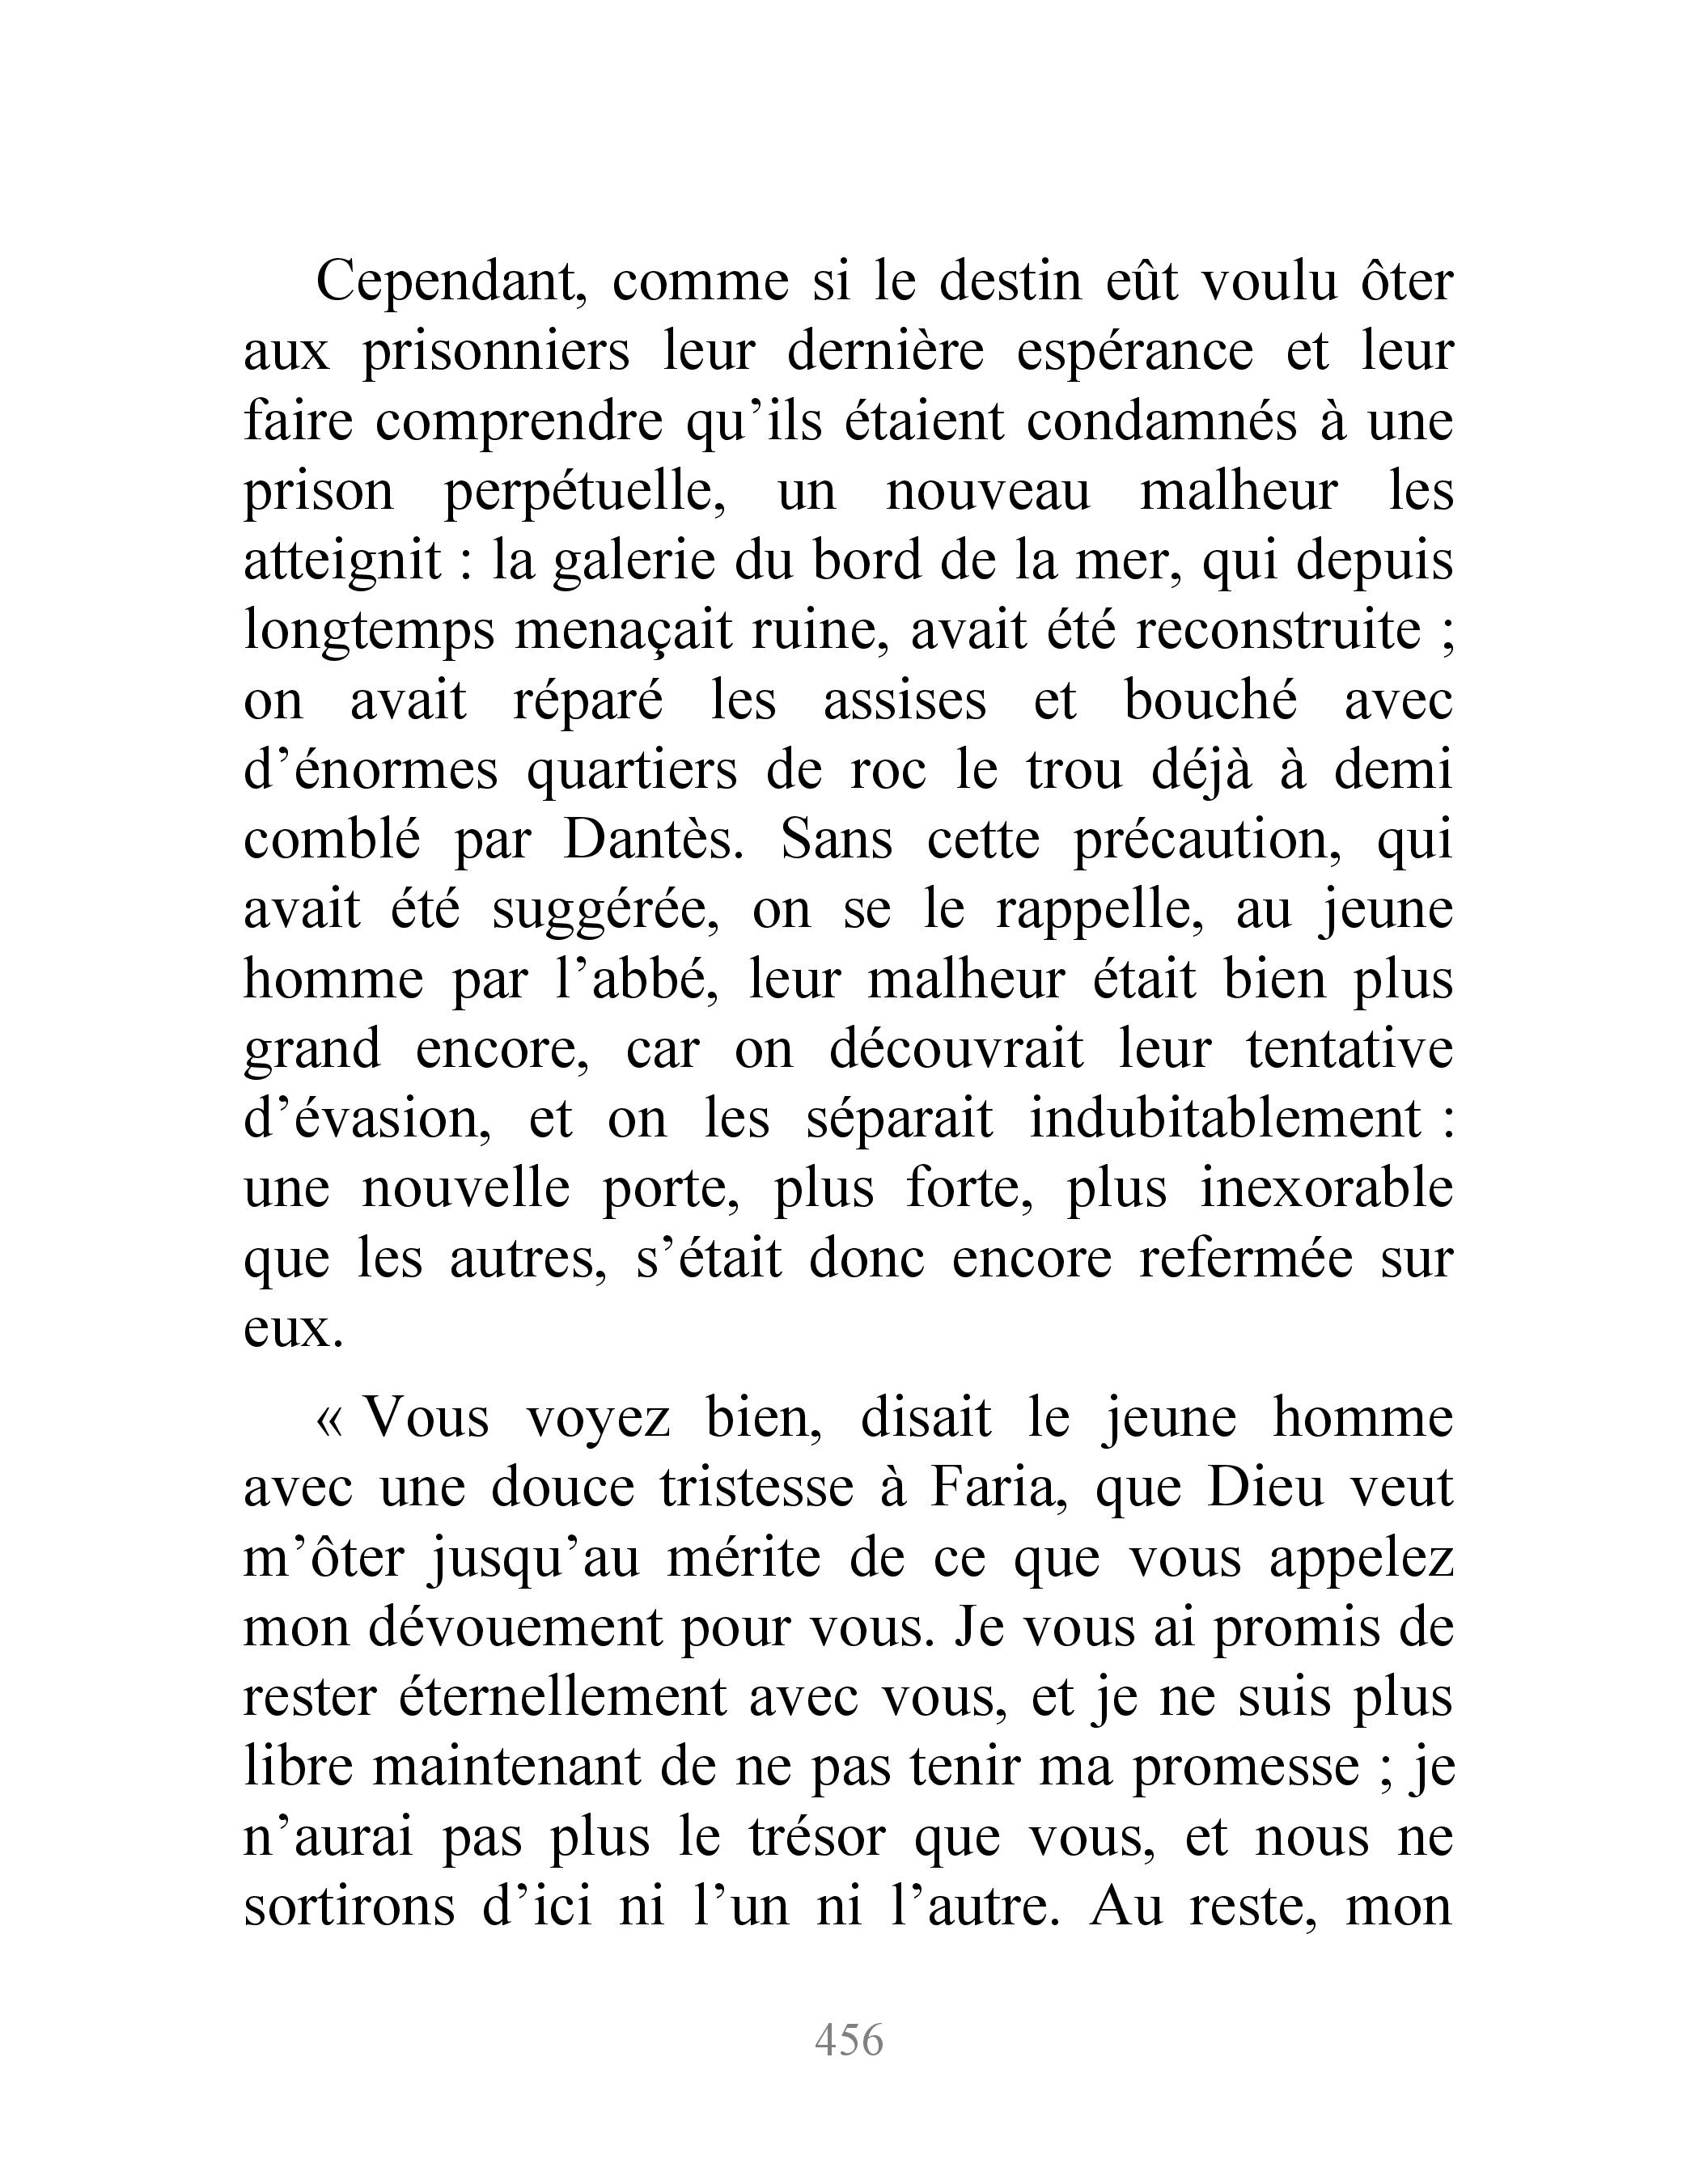 Cependant, comme si le destin eût voulu ôter
aux prisonniers leur dernière espérance et leur
faire comprendre qu’ils étaient condamnés à une
prison perpétuelle, un nouveau malheur les
atteignit : la galerie du bord de la mer, qui depuis
longtemps menaçait ruine, avait été reconstruite ;
on avait réparé les assises et bouché avec
d’énormes quartiers de roc le trou déjà à demi
comblé par Dantès. Sans cette précaution, qui
avait été suggérée, on se le rappelle, au jeune
homme par l’abbé, leur malheur était bien plus
grand encore, car on découvrait leur tentative
d’évasion, et on les séparait indubitablement :
une nouvelle porte, plus forte, plus inexorable
que les autres, s’était donc encore refermée sur
eux.
« Vous voyez bien, disait le jeune homme
avec une douce tristesse à Faria, que Dieu veut
m’ôter jusqu’au mérite de ce que vous appelez
mon dévouement pour vous. Je vous ai promis de
rester éternellement avec vous, et je ne suis plus
libre maintenant de ne pas tenir ma promesse ; je
n’aurai pas plus le trésor que vous, et nous ne
sortirons d’ici ni l’un ni l’autre. Au reste, mon
456